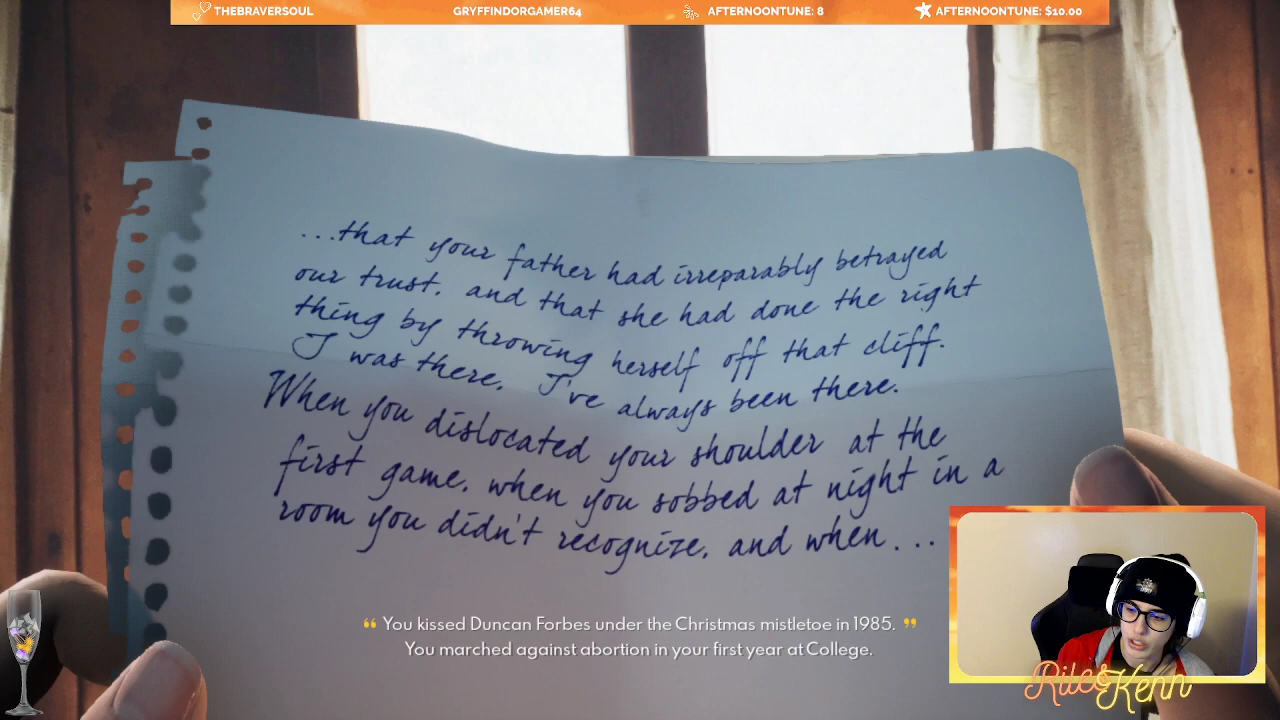 THEBRAVERSOUL GRYFFINDORGAMER64 AFTERNOONTUNE: 8 AFTERNOONTUNE: $10.00
...that your father had irreparably betrayed
our trust, and that she had done the right
thing by throwing herself off that cliff.
I was there, I've always been there.
When you dislocated your shoulder at the
first game, when you sobbed at night in a
room you didn't recognize, and when...
“ You kissed Duncan Forbes under the Christmas mistletoe in 1985. ”
You marched against abortion in your first year at College.
Rile&Kenn